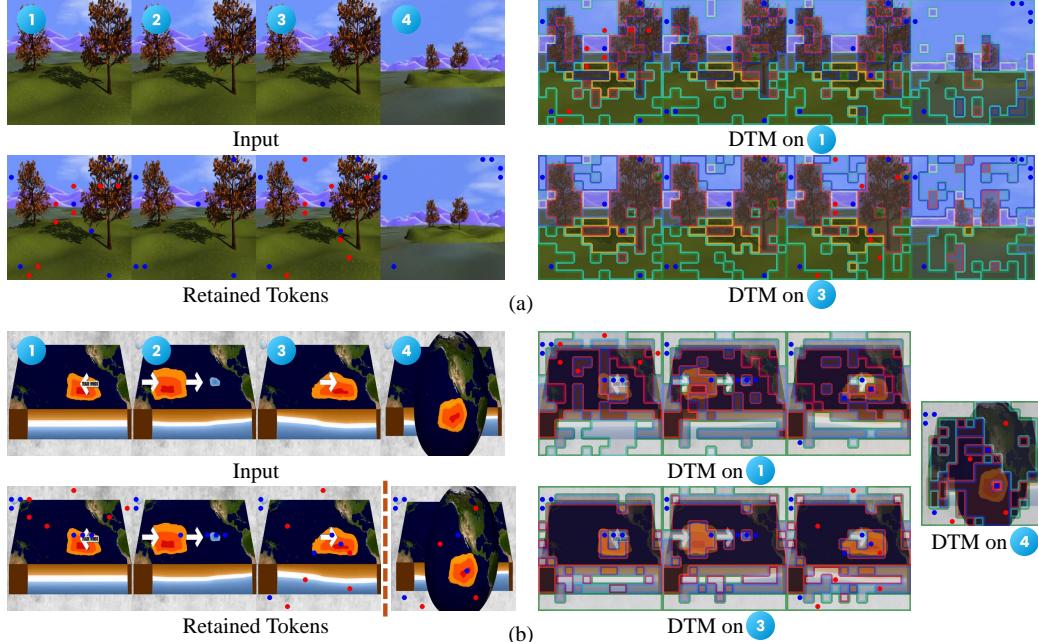 1 2 3 4
Input
DTM on 1
Retained Tokens
DTM on 3
(a)
1 2 3 4
Input
DTM on 1
Retained Tokens
DTM on 3
DTM on 4
(b)